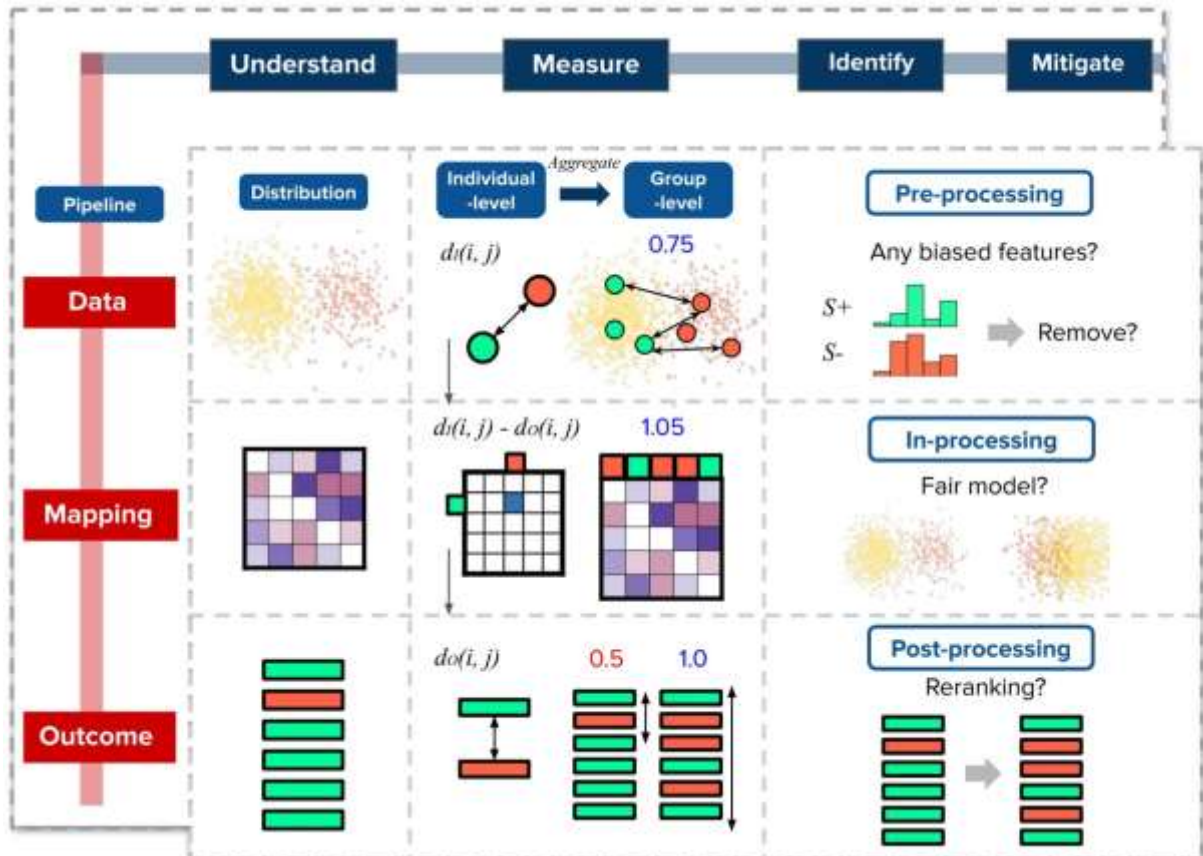 Understand
Measure
Identify
Mitigate
Pipeline
Distribution
Individual
-level
Aggregate
Group
-level
Pre-processing
Data
dI(i, j)
0.75
Any biased features?
S+
S-
Remove?
Mapping
dI(i, j) - dO(i, j)
1.05
In-processing
Fair model?
Outcome
dO(i, j)
0.5
1.0
Post-processing
Reranking?